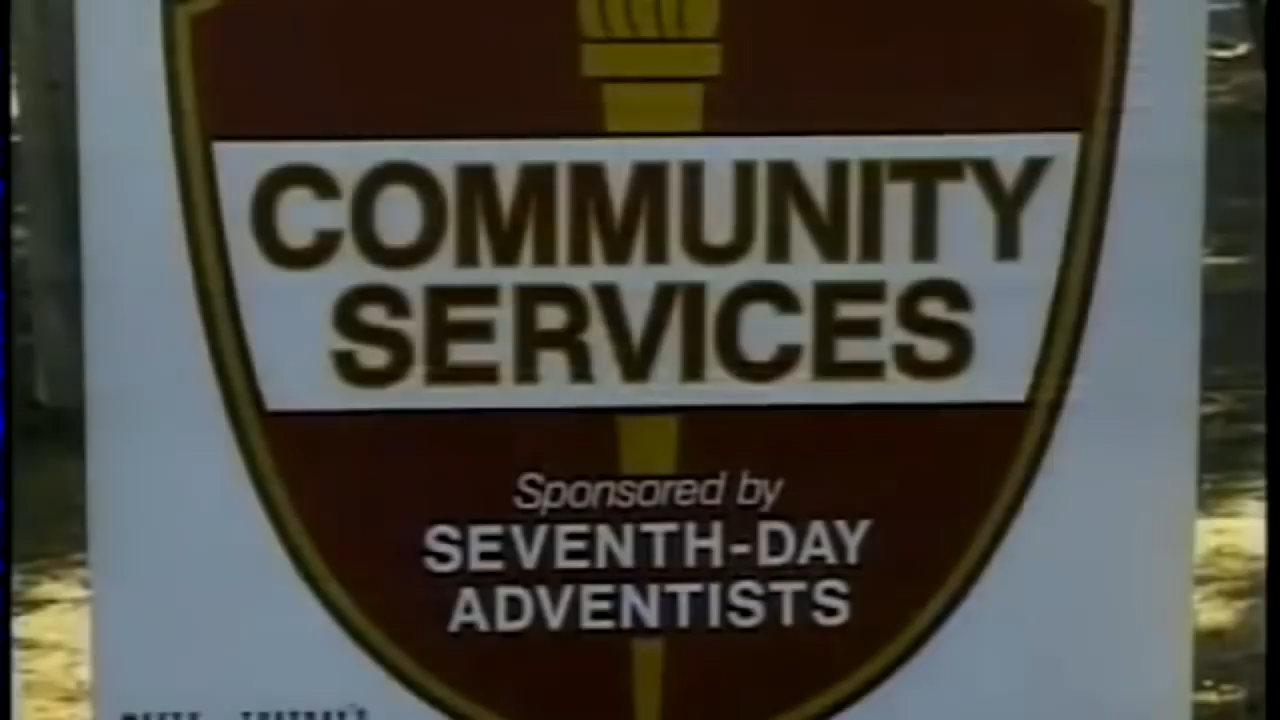 COMMUNITY
SERVICES
Sponsored by
SEVENTH-DAY
ADVENTISTS